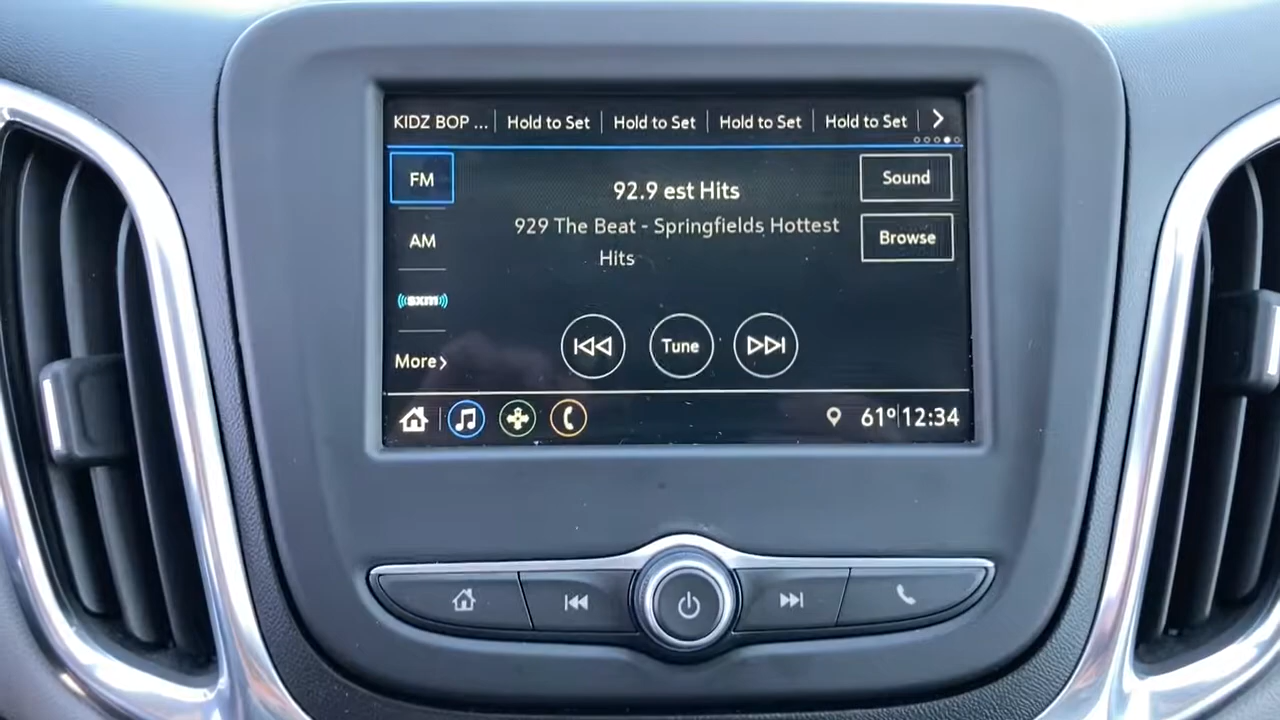 KIDZ BOP ... Hold to Set Hold to Set Hold to Set Hold to Set
FM
92.9 est Hits
Sound
929 The Beat - Springfields Hottest
Hits
AM
Browse
sxm
Tune
More
61° 12:34